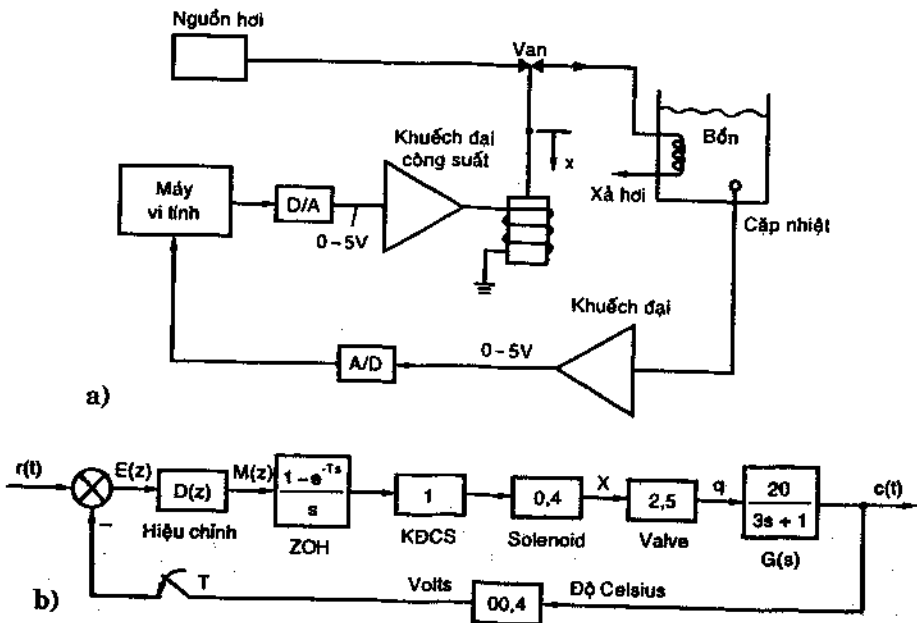 Nguồn hơi
Van
Khuếch đại
công suất
x
Bồn
Xả hơi
Cặp nhiệt
Máy
vi tính
D/A
0 – 5V
Khuếch đại
0 – 5V
A/D
a)
r(t)
E(z)
D(z)
Hiệu chỉnh
M(z)
1 – e^-Ts
s
ZOH
1
KĐCS
0,4
Solenoid
X
2,5
Valve
q
20
3s + 1
G(s)
c(t)
–
T
Volts
00,4
Độ Celsius
b)